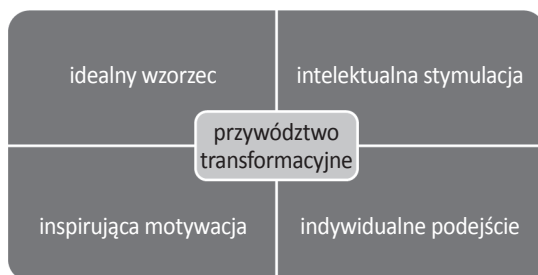 idealny wzorzec
intelektualna stymulacja
przywództwo
transformacyjne
inspirująca motywacja
indywidualne podejście